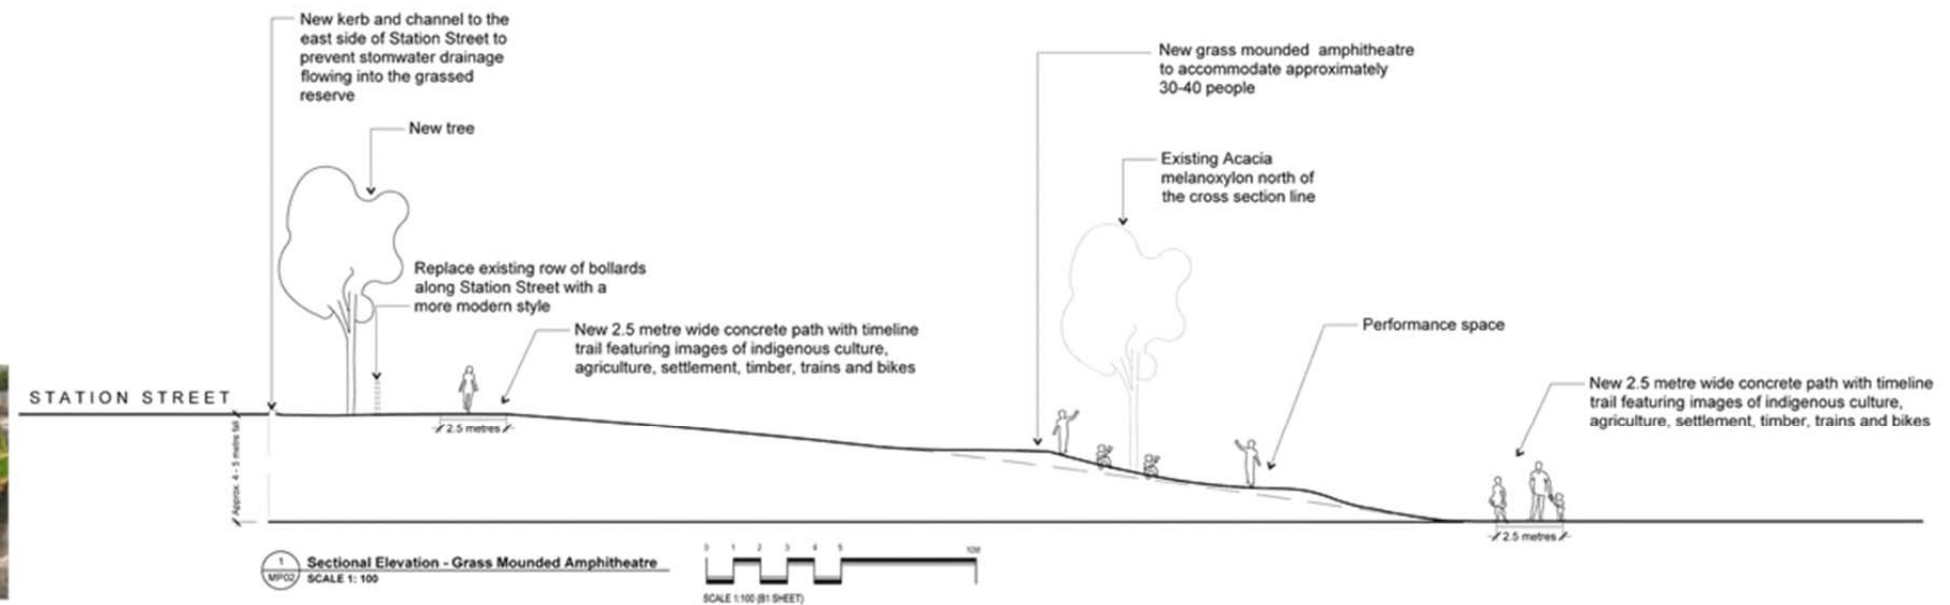 New kerb and channel to the
east side of Station Street to
prevent stomwater drainage
flowing into the grassed
reserve
New tree
Replace existing row of bollards
along Station Street with a
more modern style
New 2.5 metre wide concrete path with timeline
trail featuring images of indigenous culture,
agriculture, settlement, timber, trains and bikes
New grass mounded amphitheatre
to accommodate approximately
30-40 people
Existing Acacia
melanoxylon north of
the cross section line
Performance space
New 2.5 metre wide concrete path with timeline
trail featuring images of indigenous culture,
agriculture, settlement, timber, trains and bikes
STATION STREET
2.5 metres
Approx. 4 - 5 metre fall
2.5 metres
1
MP02
Sectional Elevation - Grass Mounded Amphitheatre
SCALE 1: 100
0 1 2 3 4 5 10M
SCALE 1:100 (B1 SHEET)